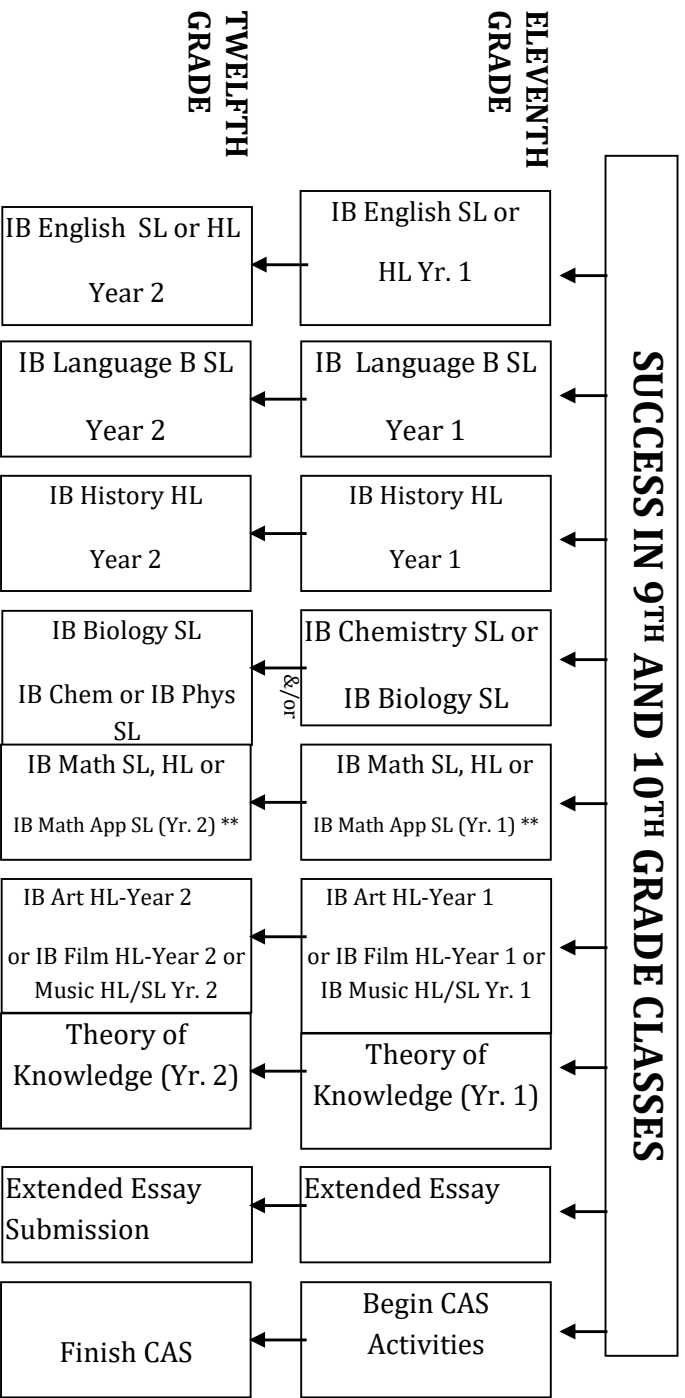 SUCCESS IN 9TH AND 10TH GRADE CLASSES
ELEVENTH
GRADE
IB English SL or
HL Yr. 1
IB Language B SL
Year 1
IB History HL
Year 1
IB Chemistry SL or
IB Biology SL
IB Math SL, HL or
IB Math App SL (Yr. 1) **
IB Art HL-Year 1
or IB Film HL-Year 1 or
IB Music HL/SL Yr. 1
Theory of
Knowledge (Yr. 1)
Extended Essay
Begin CAS
Activities
&/or
TWELFTH
GRADE
IB English SL or HL
Year 2
IB Language B SL
Year 2
IB History HL
Year 2
IB Biology SL
IB Chem or IB Phys
SL
IB Math SL, HL or
IB Math App SL (Yr. 2) **
IB Art HL-Year 2
or IB Film HL-Year 2 or
Music HL/SL Yr. 2
Theory of
Knowledge (Yr. 2)
Extended Essay
Submission
Finish CAS